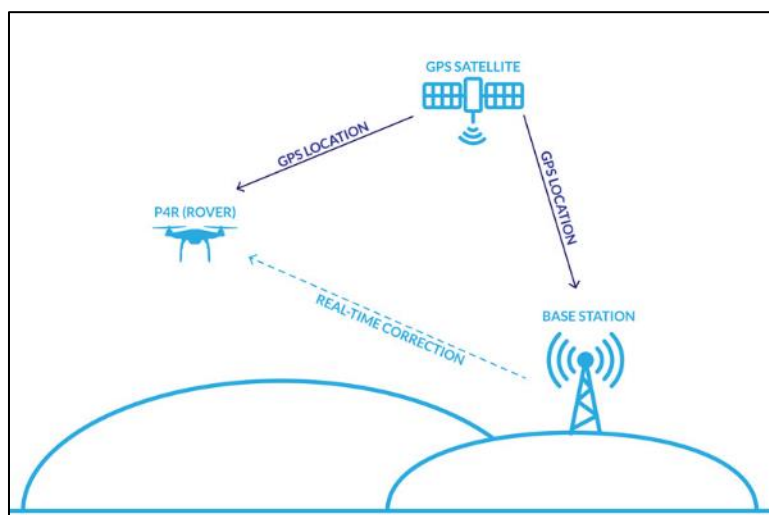 GPS SATELLITE
GPS LOCATION
GPS LOCATION
P4R (ROVER)
REAL-TIME CORRECTION
BASE STATION